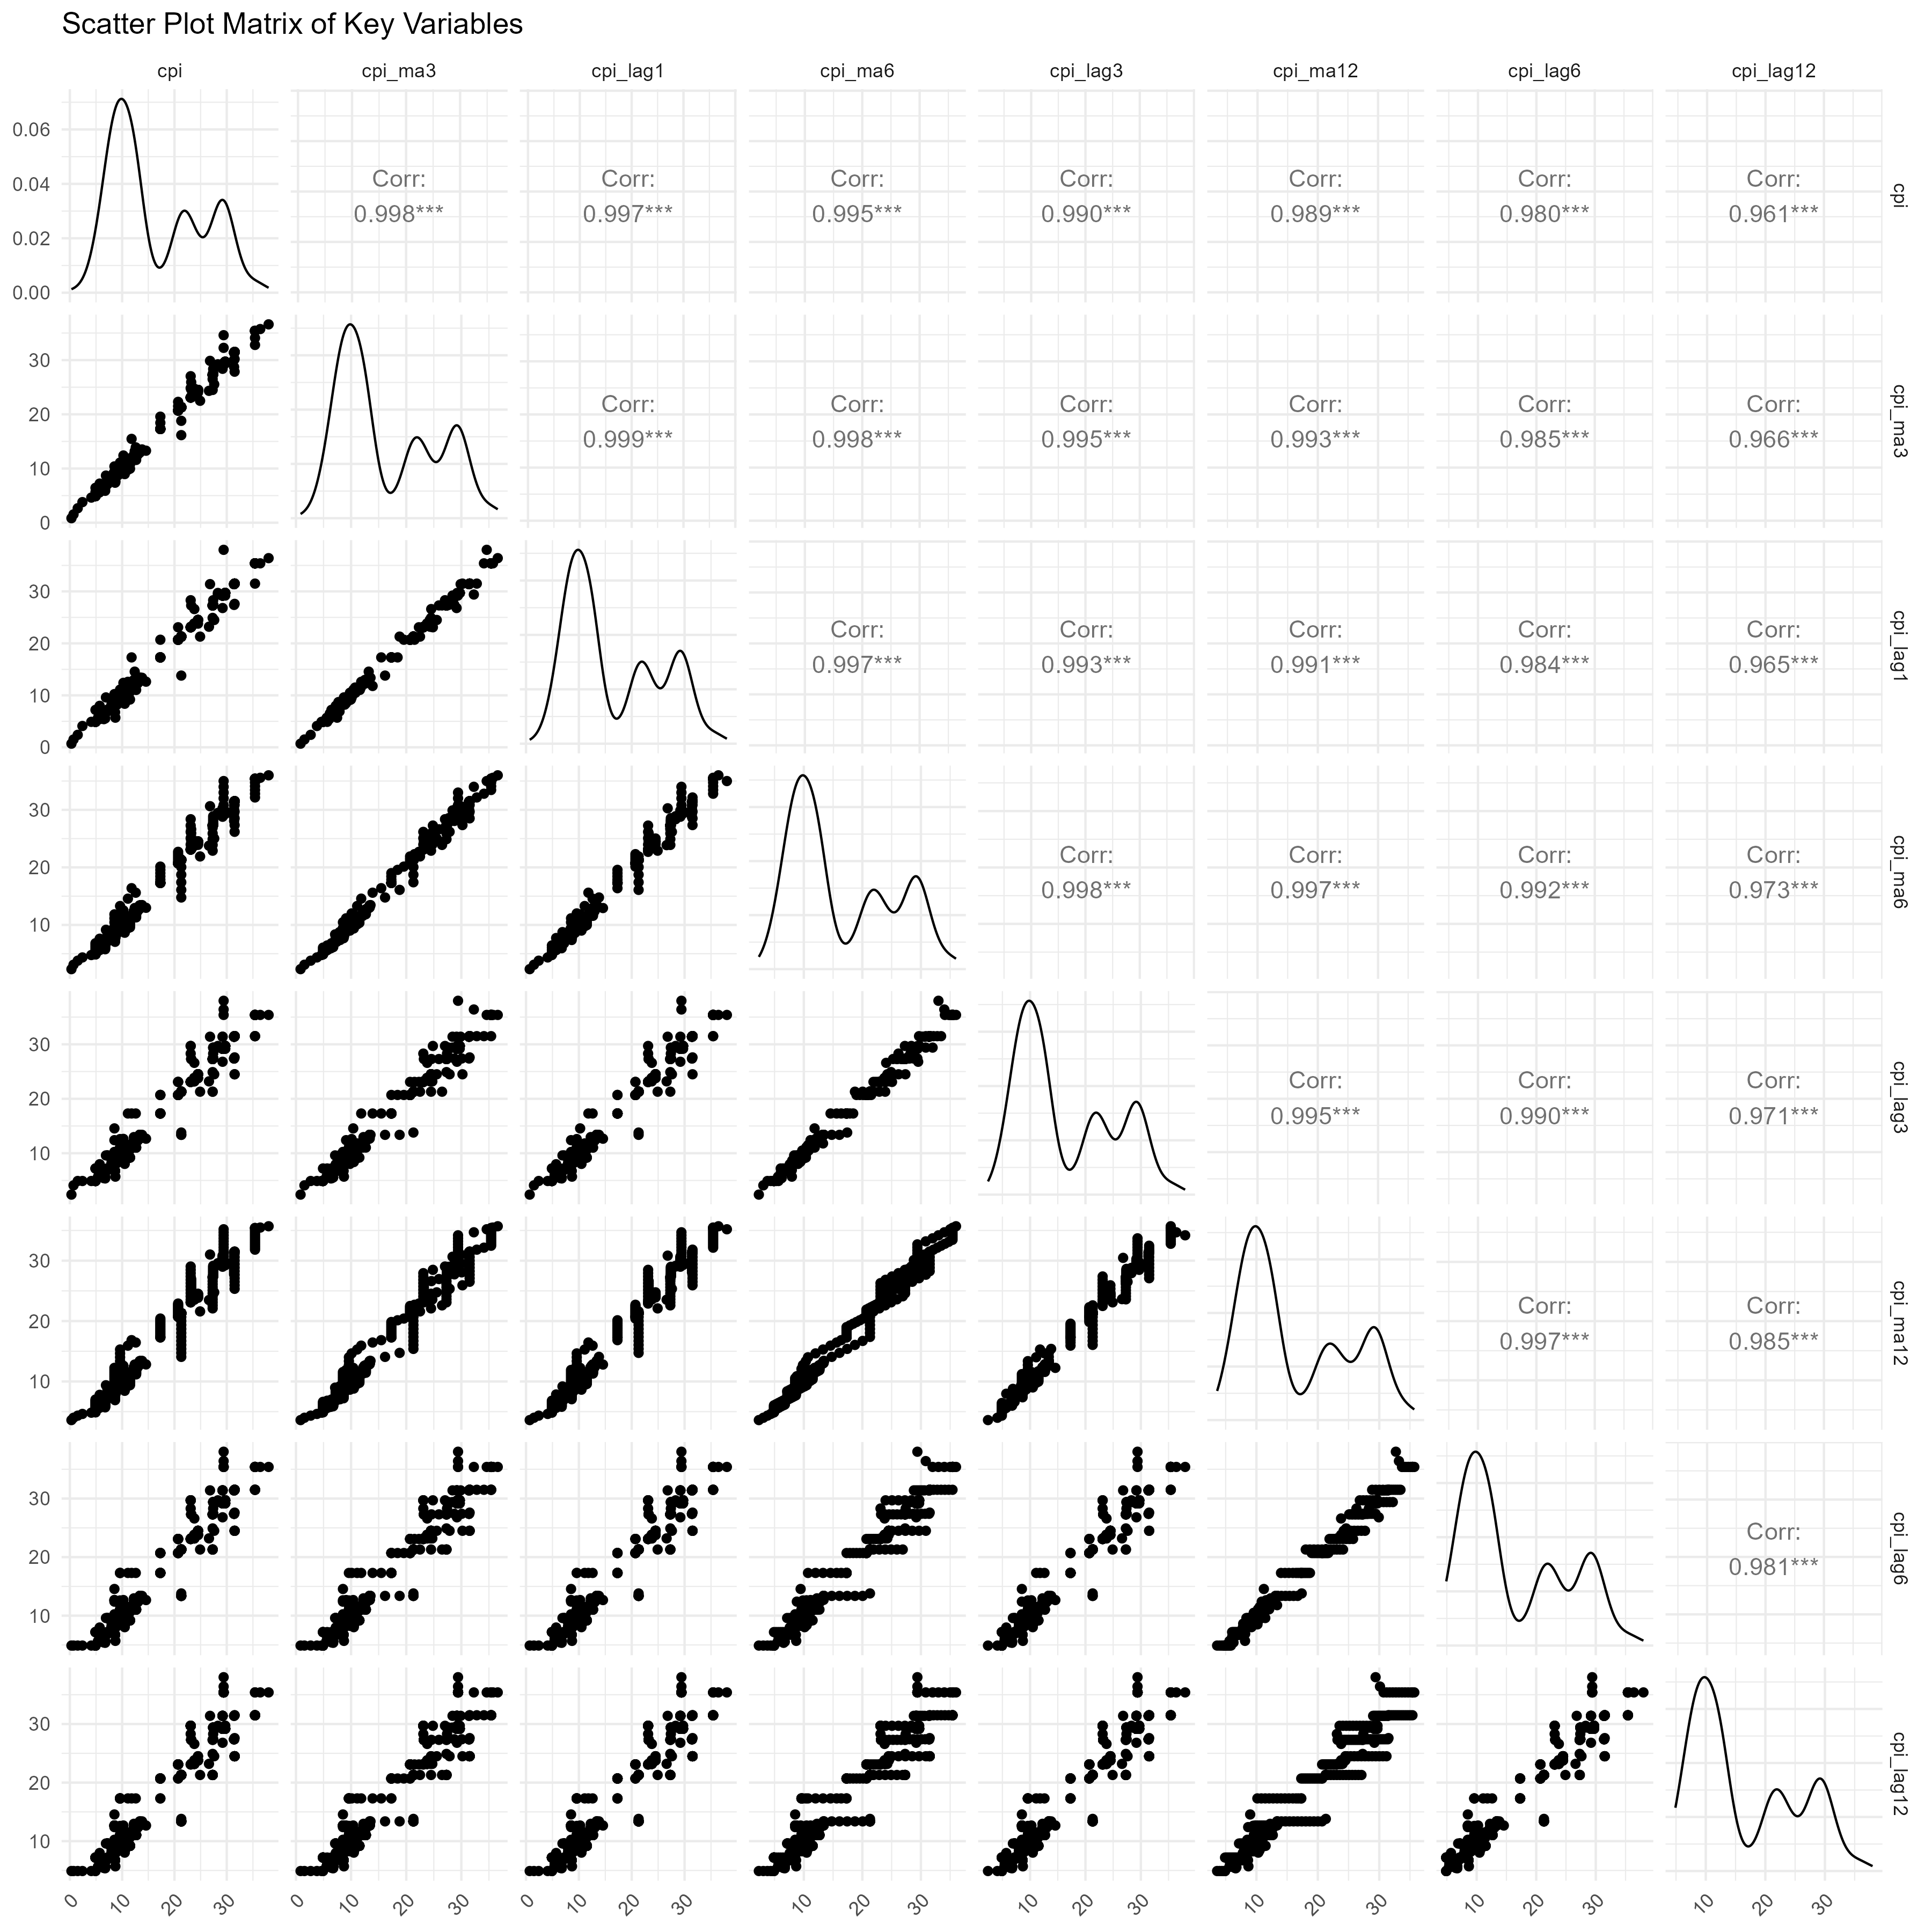 Scatter Plot Matrix of Key Variables
cpi cpi_ma3 cpi_lag1 cpi_ma6 cpi_lag3 cpi_ma12 cpi_lag6 cpi_lag12
0.06
0.04
0.02
0.00
Corr: Corr: Corr: Corr: Corr: Corr: Corr:
0.998*** 0.997*** 0.995*** 0.990*** 0.989*** 0.980*** 0.961***
cpi
30
20
10
0
Corr: Corr: Corr: Corr: Corr: Corr:
0.999*** 0.998*** 0.995*** 0.993*** 0.985*** 0.966***
cpi_ma3
30
20
10
0
Corr: Corr: Corr: Corr: Corr:
0.997*** 0.993*** 0.991*** 0.984*** 0.965***
cpi_lag1
30
20
10
Corr: Corr: Corr: Corr:
0.998*** 0.997*** 0.992*** 0.973***
cpi_ma6
30
20
10
Corr: Corr: Corr:
0.995*** 0.990*** 0.971***
cpi_lag3
30
20
10
Corr: Corr:
0.997*** 0.985***
cpi_ma12
30
20
10
Corr:
0.981***
cpi_lag6
30
20
10
cpi_lag12
0 10 20 30 0 10 20 30 0 10 20 30 10 20 30 10 20 30 10 20 30 10 20 30 10 20 30